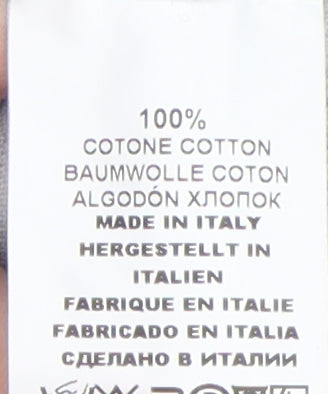 100%
COTONE COTTON
BAUMWOLLE COTON
ALGODÓN ХЛОПОК
MADE IN ITALY
HERGESTELLT IN
ITALIEN
FABRIQUE EN ITALIE
FABRICADO EN ITALIA
СДЕЛАНО В ИТАЛИИ